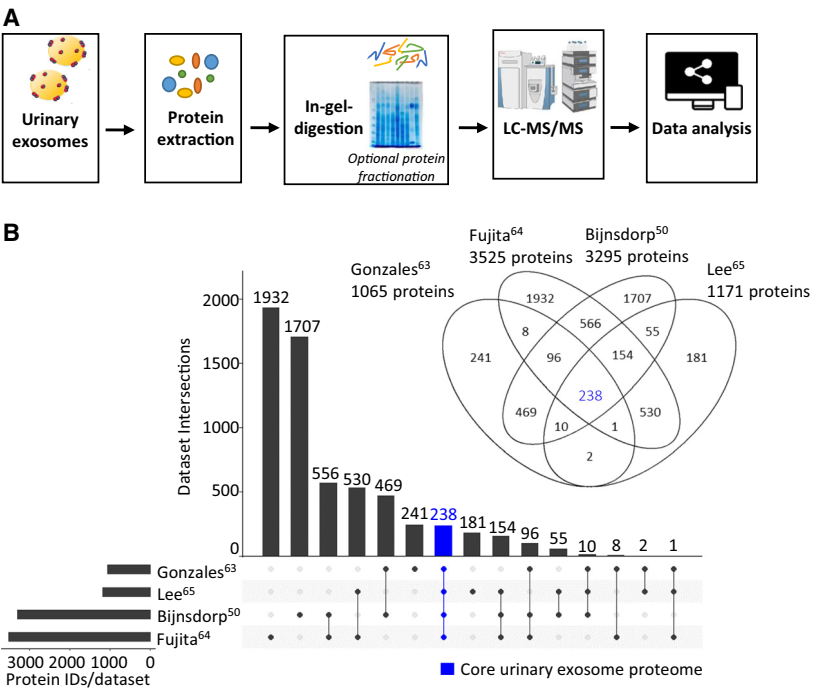 A
Urinary
exosomes
Protein
extraction
In-gel-
digestion
Optional protein
fractionation
LC-MS/MS
Data analysis
B
Gonzales63
1065 proteins
Fujita64
3525 proteins
Bijnsdorp50
3295 proteins
Lee65
1171 proteins
1932
1707
566
8
55
241
96
154
181
238
469
530
10
1
2
Dataset Intersections
2000
1500
1000
500
0
1932
1707
556
530
469
241
238
181
154
96
55
10
8
2
1
Gonzales63
Lee65
Bijnsdorp50
Fujita64
3000 2000 1000 0
Protein IDs/dataset
Core urinary exosome proteome